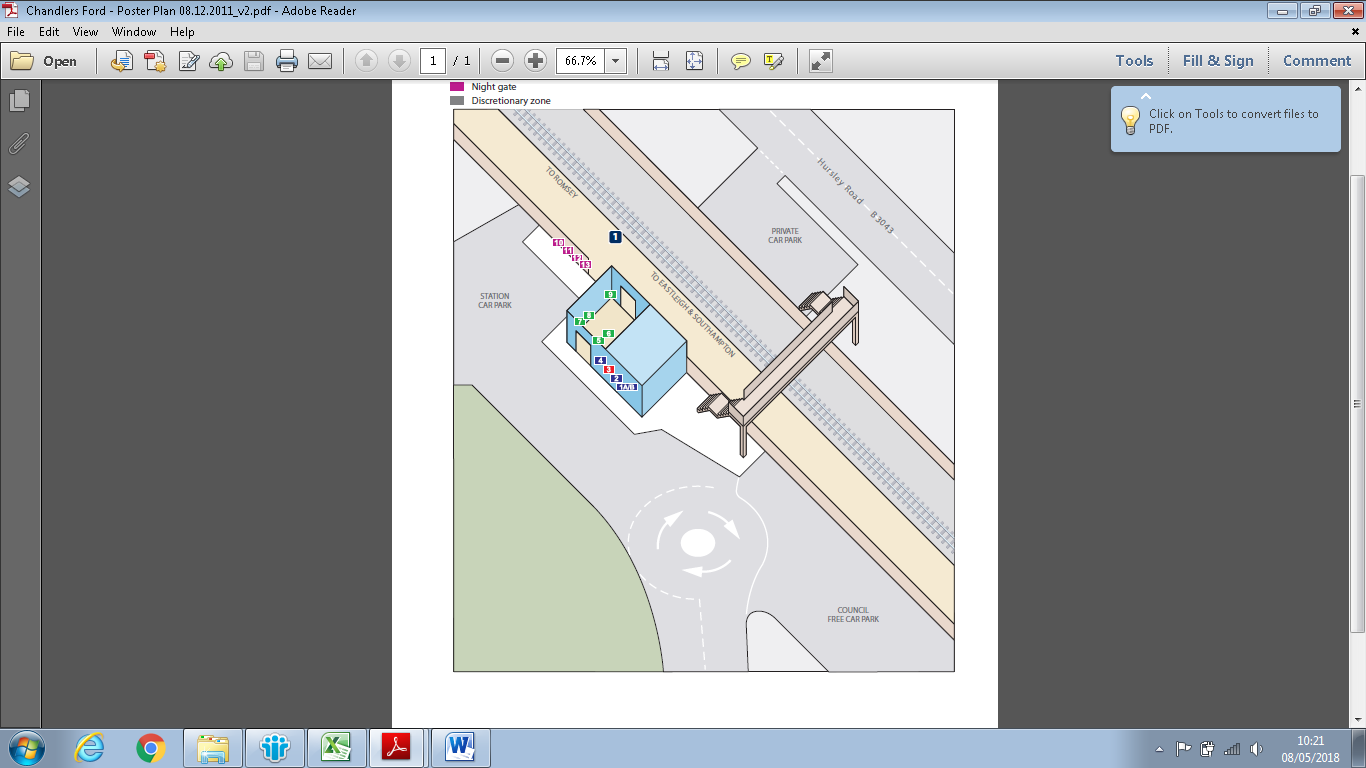 Chandlers Ford - Poster Plan 08.12.2011_v2.pdf - Adobe Reader
File Edit View Window Help
Open 1 / 1 66.7% Tools Fill & Sign Comment
Click on Tools to convert files to
PDF.
Night gate
Discretionary zone
TO ROMSEY
Hursley Road B 3043
1
PRIVATE
CAR PARK
10
11
12
13
TO EASTLEIGH & SOUTHAMPTON
STATION
CAR PARK
9
8
7
6
5
4
3
2
1A/B
COUNCIL
FREE CAR PARK
10:21
08/05/2018